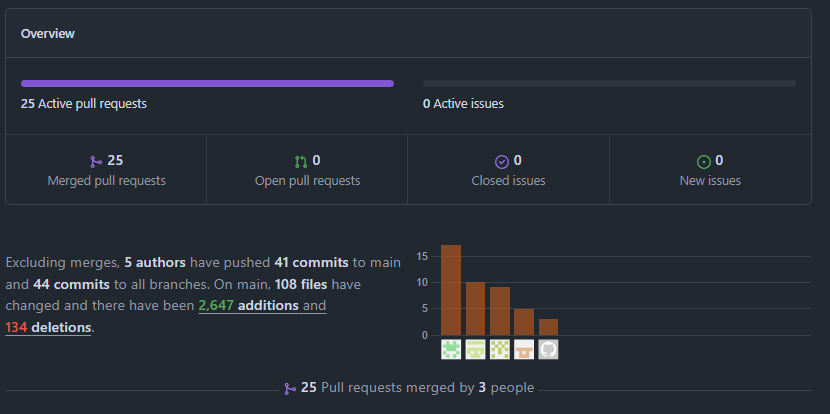 Overview
25 Active pull requests
0 Active issues
25
Merged pull requests
0
Open pull requests
0
Closed issues
0
New issues
Excluding merges, 5 authors have pushed 41 commits to main
and 44 commits to all branches. On main, 108 files have
changed and there have been 2,647 additions and
134 deletions.
15
10
5
0
25 Pull requests merged by 3 people